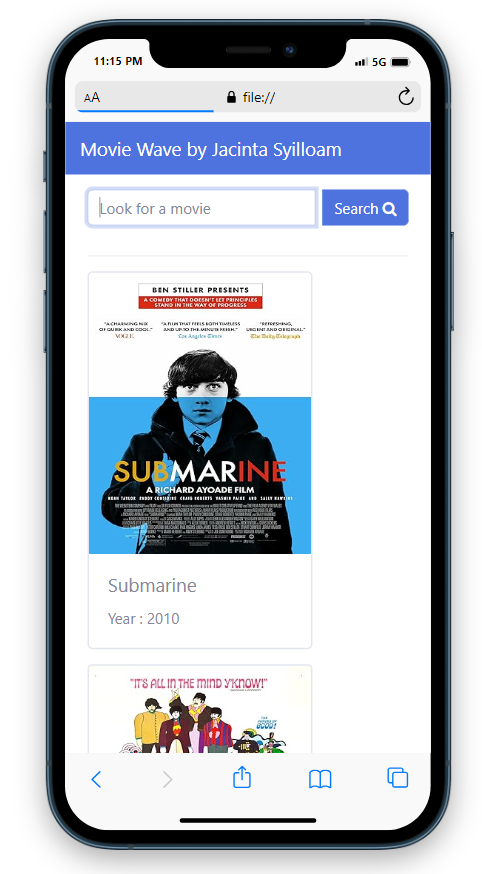 11:15 PM
5G
AA
file://
Movie Wave by Jacinta Syilloam
Look for a movie
Search
BEN STILLER PRESENTS
A COMEDY THAT DOESN'T LET PRINCIPLES
STAND IN THE WAY OF PROGRESS
"A CHARMING MIX
OF QUIRK AND COOL."
VOGUE
"A FILM THAT FEELS BOTH TIMELESS
AND UP-TO-THE-MINUTE FRESH."
Los Angeles Times
"REFRESHING,
URGENT AND ORIGINAL."
The Daily Telegraph
SUBMARINE
A RICHARD AYOADE FILM
NOAH TAYLOR PADDY CONSIDINE CRAIG ROBERTS YASMIN PAIGE AND SALLY HAWKINS
Submarine
Year : 2010
"IT'S ALL IN THE MIND Y'KNOW!"